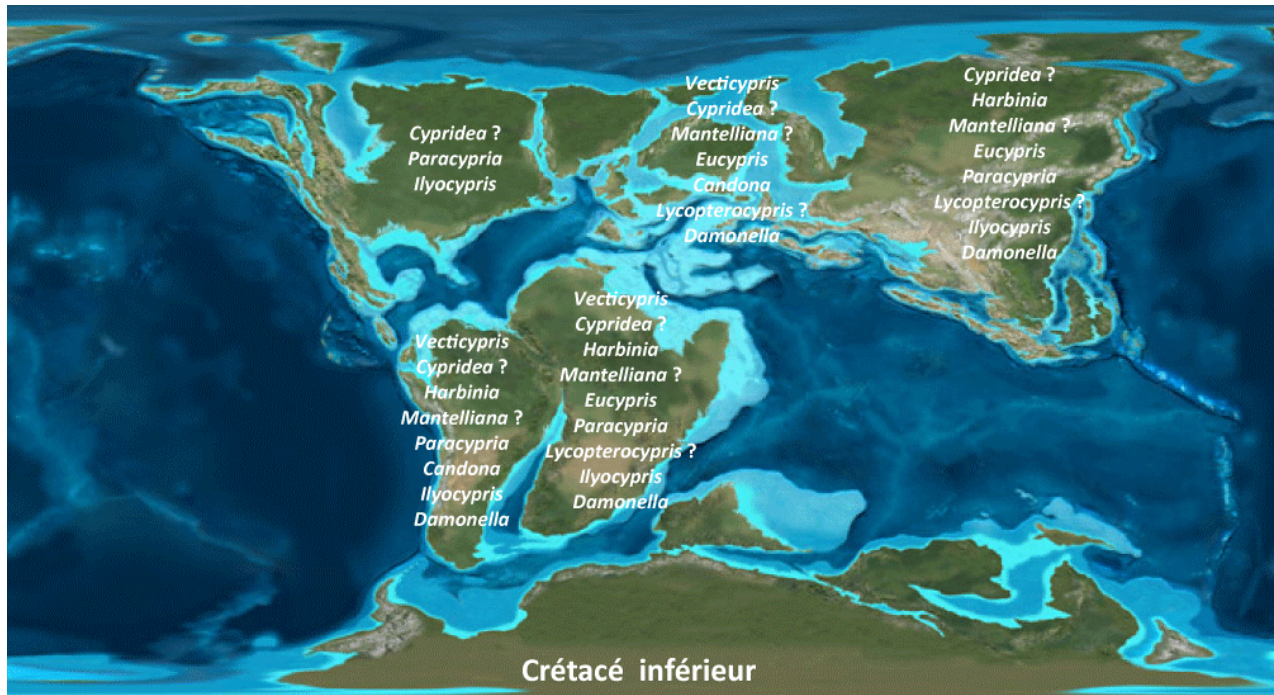 Cypridea ?
Paracypria
Ilyocypris
Vecticypris
Cypridea ?
Mantelliana ?
Eucypris
Candona
Lycopterocypris ?
Damonella
Cypridea ?
Harbinia
Mantelliana ?
Eucypris
Paracypria
Lycopterocypris ?
Ilyocypris
Damonella
Vecticypris
Cypridea ?
Harbinia
Mantelliana ?
Paracypria
Candona
Ilyocypris
Damonella
Vecticypris
Cypridea ?
Harbinia
Mantelliana ?
Eucypris
Paracypria
Lycopterocypris ?
Ilyocypris
Damonella
Crétacé inférieur